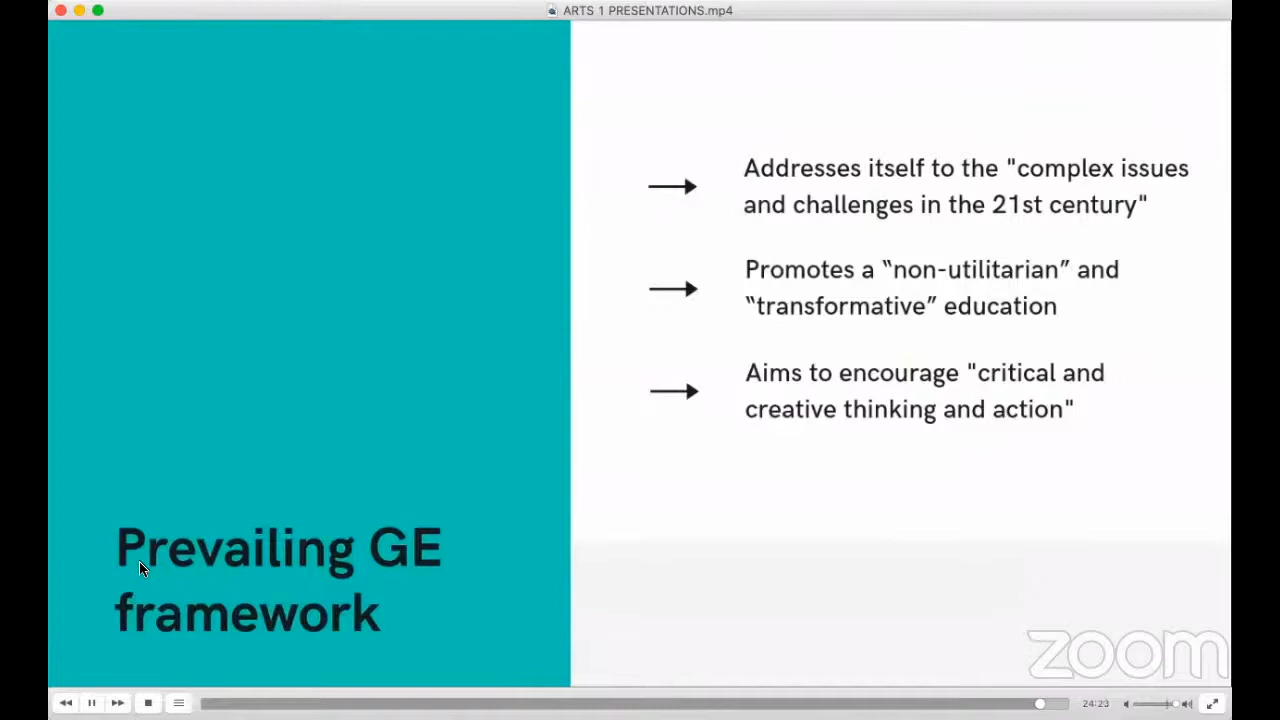 ARTS 1 PRESENTATIONS.mp4
Addresses itself to the "complex issues
and challenges in the 21st century"
Promotes a “non-utilitarian” and
“transformative” education
Aims to encourage "critical and
creative thinking and action"
Prevailing GE
framework
zoom
24:23